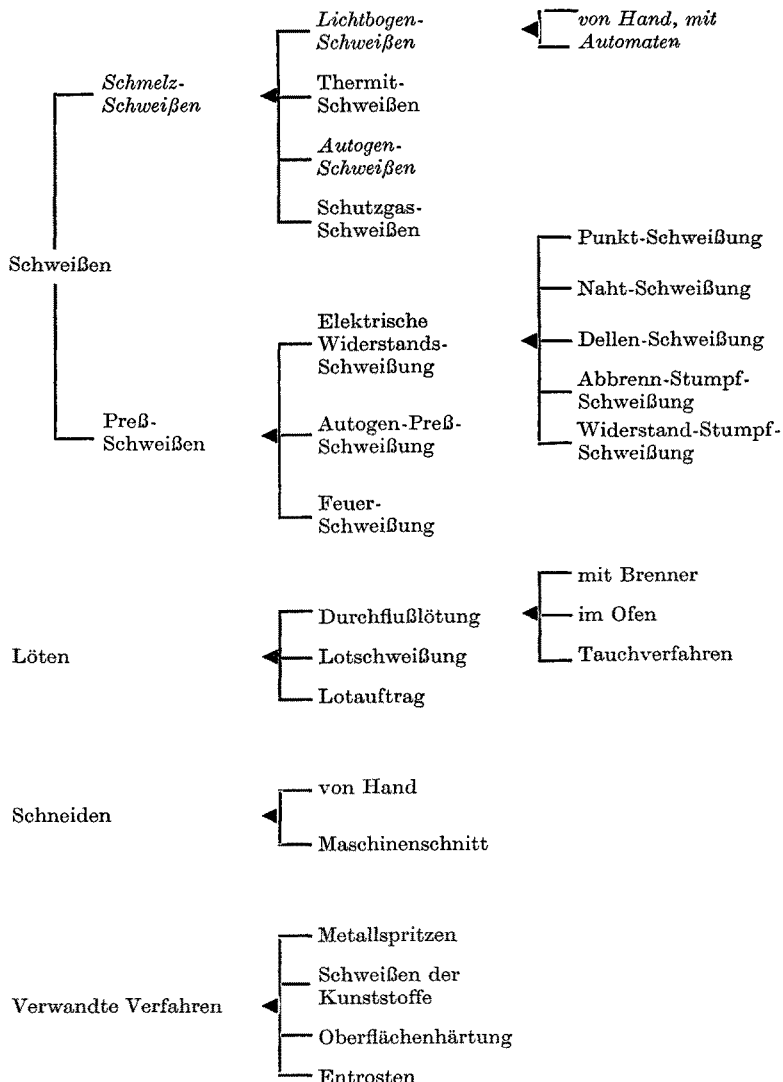 Lichtbogen-
Schweißen
von Hand, mit
Automaten
Schmelz-
Schweißen
Thermit-
Schweißen
Autogen-
Schweißen
Schutzgas-
Schweißen
Schweißen
Punkt-Schweißung
Naht-Schweißung
Elektrische
Widerstands-
Schweißung
Dellen-Schweißung
Abbrenn-Stumpf-
Schweißung
Widerstand-Stumpf-
Schweißung
Preß-
Schweißen
Autogen-Preß-
Schweißung
Feuer-
Schweißung
Löten
Durchflußlötung
Lotschweißung
Lotauftrag
mit Brenner
im Ofen
Tauchverfahren
Schneiden
von Hand
Maschinenschnitt
Verwandte Verfahren
Metallspritzen
Schweißen der
Kunststoffe
Oberflächenhärtung
Entrosten